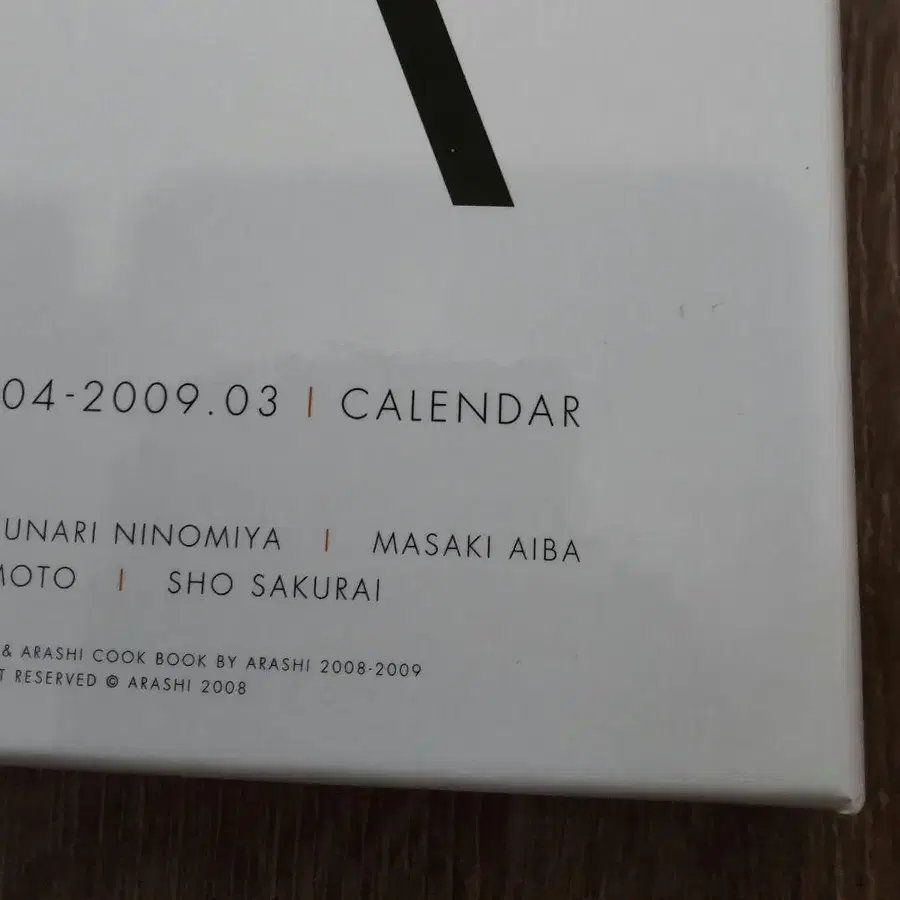 04-2009.03 | CALENDAR
UNARI NINOMIYA | MASAKI AIBA
MOTO | SHO SAKURAI
& ARASHI COOK BOOK BY ARASHI 2008-2009
T RESERVED © ARASHI 2008